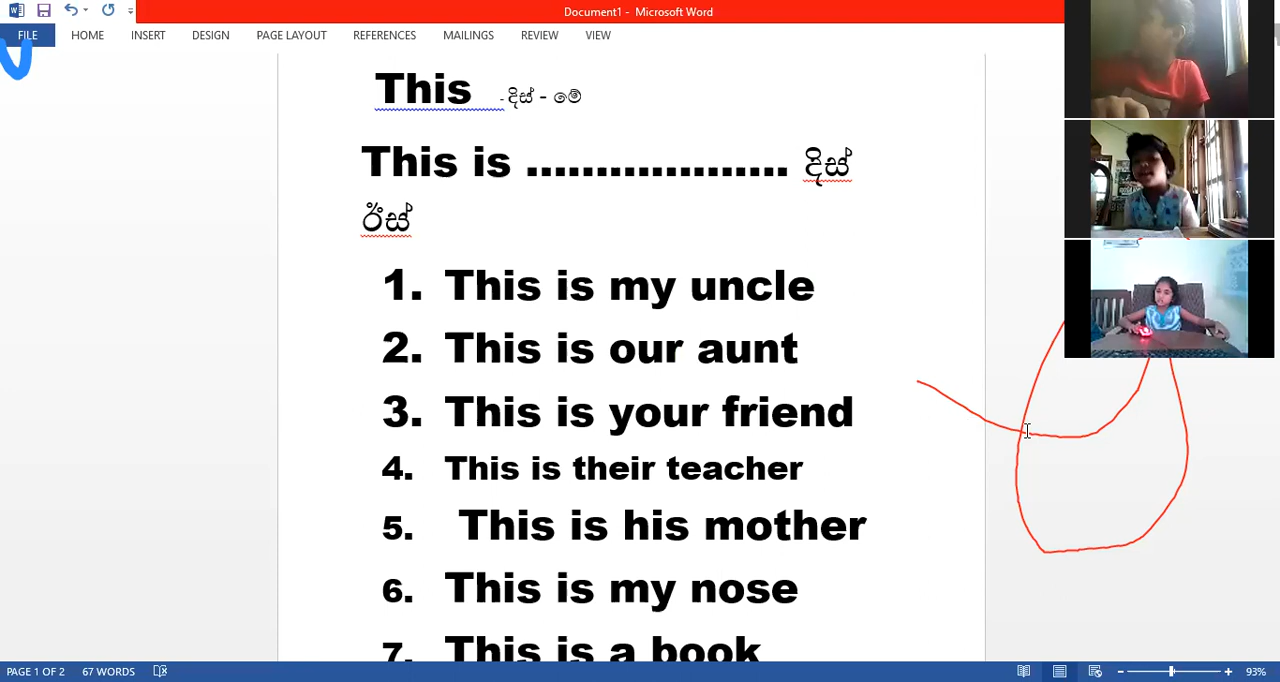 Document1 - Microsoft Word
FILE HOME INSERT DESIGN PAGE LAYOUT REFERENCES MAILINGS REVIEW VIEW
This - දිස් - මේ
This is .................. දිස්
ඊස්
1. This is my uncle
2. This is our aunt
3. This is your friend
4. This is their teacher
5. This is his mother
6. This is my nose
7. This is a book
PAGE 1 OF 2 67 WORDS 93%